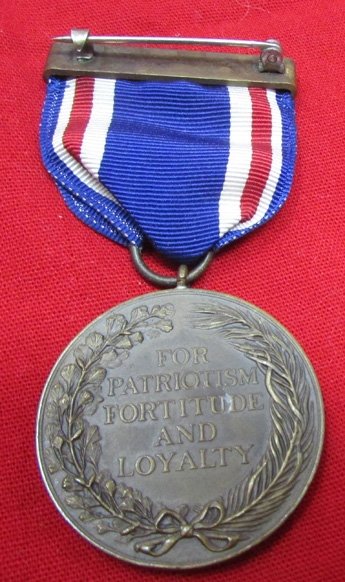 FOR
PATRIOTISM
FORTITUDE
AND
LOYALTY